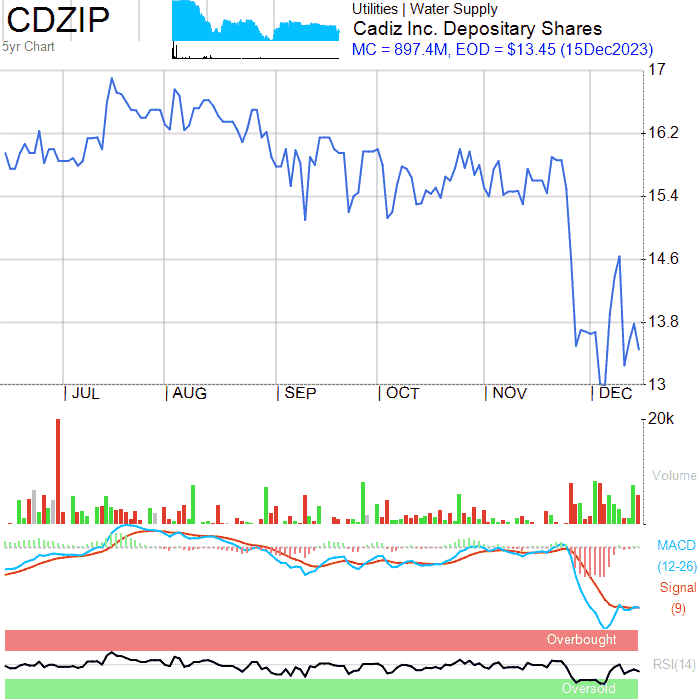 CDZIP
5yr Chart
Utilities | Water Supply
Cadiz Inc. Depositary Shares
MC = 897.4M, EOD = $13.45 (15Dec2023)
17
16.2
15.4
14.6
13.8
13
| JUL | AUG | SEP | OCT | NOV | DEC
20k
Volume
MACD
(12-26)
Signal
(9)
Overbought
RSI(14)
Oversold